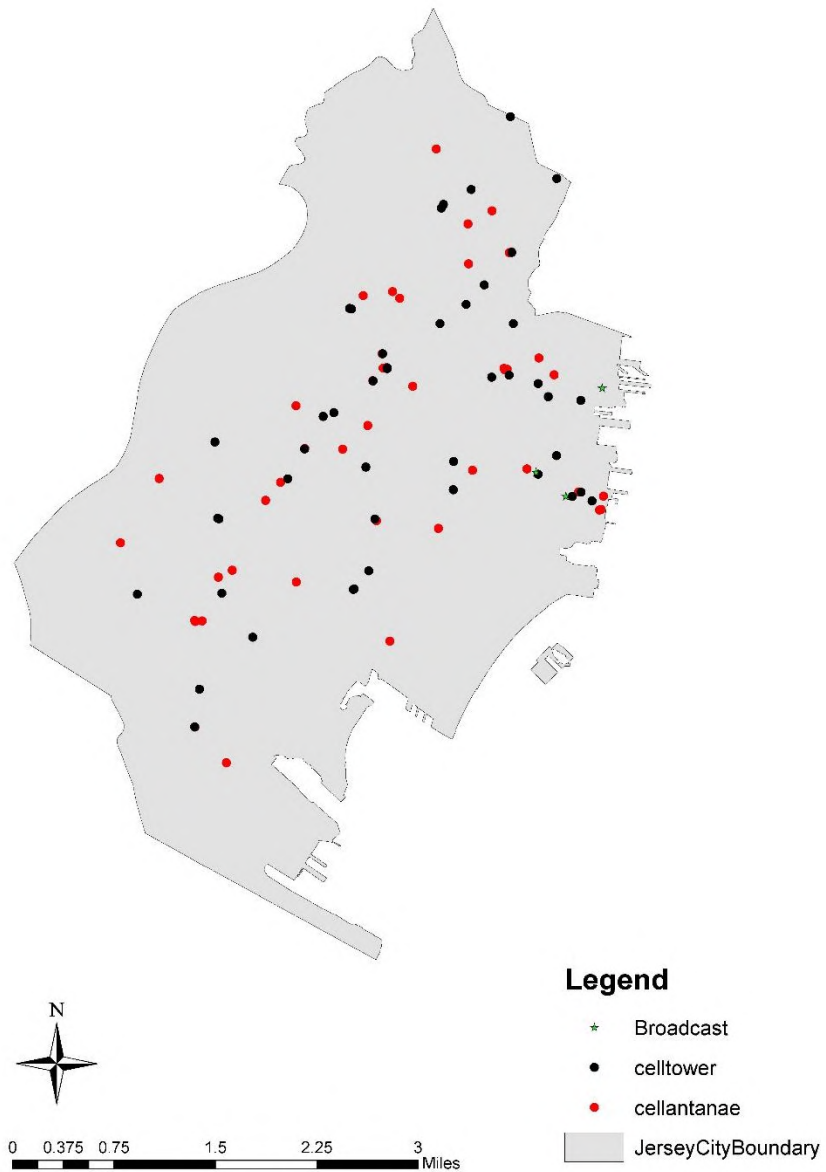 Legend
N
Broadcast
celltower
cellantanae
JerseyCityBoundary
0 0.375 0.75 1.5 2.25 3
Miles